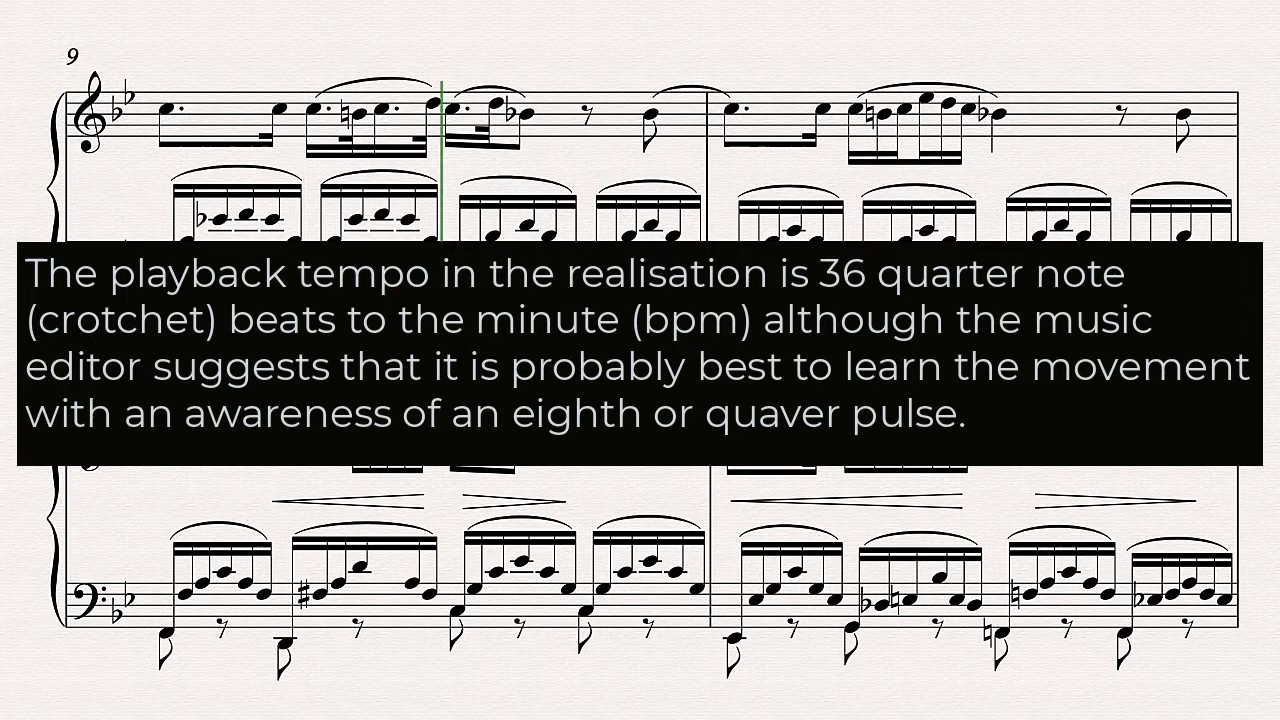 9
The playback tempo in the realisation is 36 quarter note
(crotchet) beats to the minute (bpm) although the music
editor suggests that it is probably best to learn the movement
with an awareness of an eighth or quaver pulse.